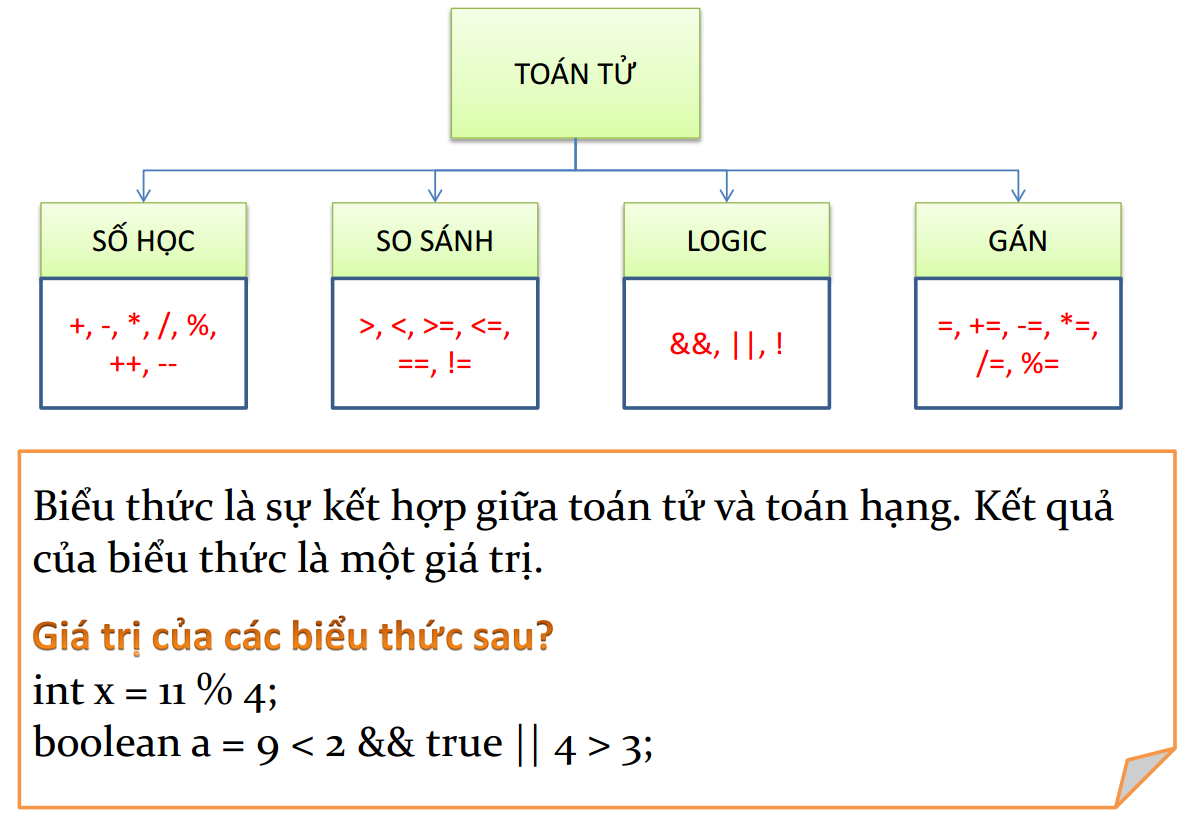 TOÁN TỬ
SỐ HỌC
SO SÁNH
LOGIC
GÁN
+, -, *, /, %,
++, --
>, <, >=, <=,
==, !=
&&, ||, !
=, +=, -=, *=,
/=, %=
Biểu thức là sự kết hợp giữa toán tử và toán hạng. Kết quả
của biểu thức là một giá trị.
Giá trị của các biểu thức sau?
int x = 11 % 4;
boolean a = 9 < 2 && true || 4 > 3;